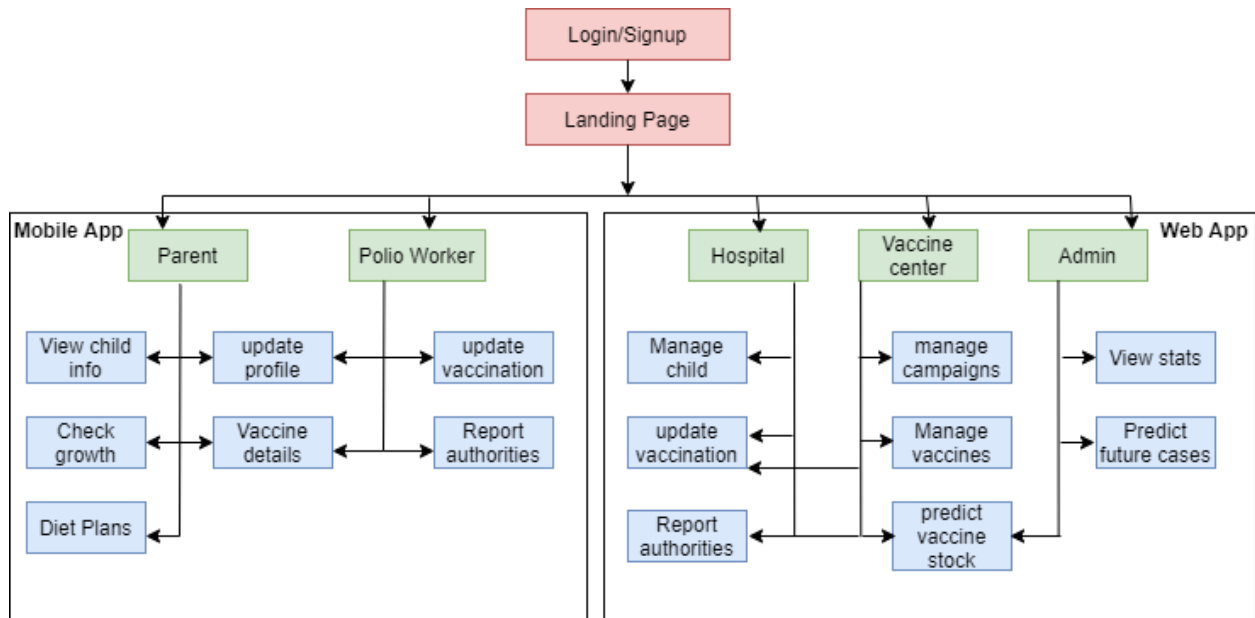 Login/Signup
Landing Page
Mobile App
Web App
Parent
Polio Worker
Hospital
Vaccine
center
Admin
View child
info
update
profile
update
vaccination
Manage
child
manage
campaigns
View stats
Check
growth
Vaccine
details
Report
authorities
update
vaccination
Manage
vaccines
Predict
future cases
Diet Plans
Report
authorities
predict
vaccine
stock